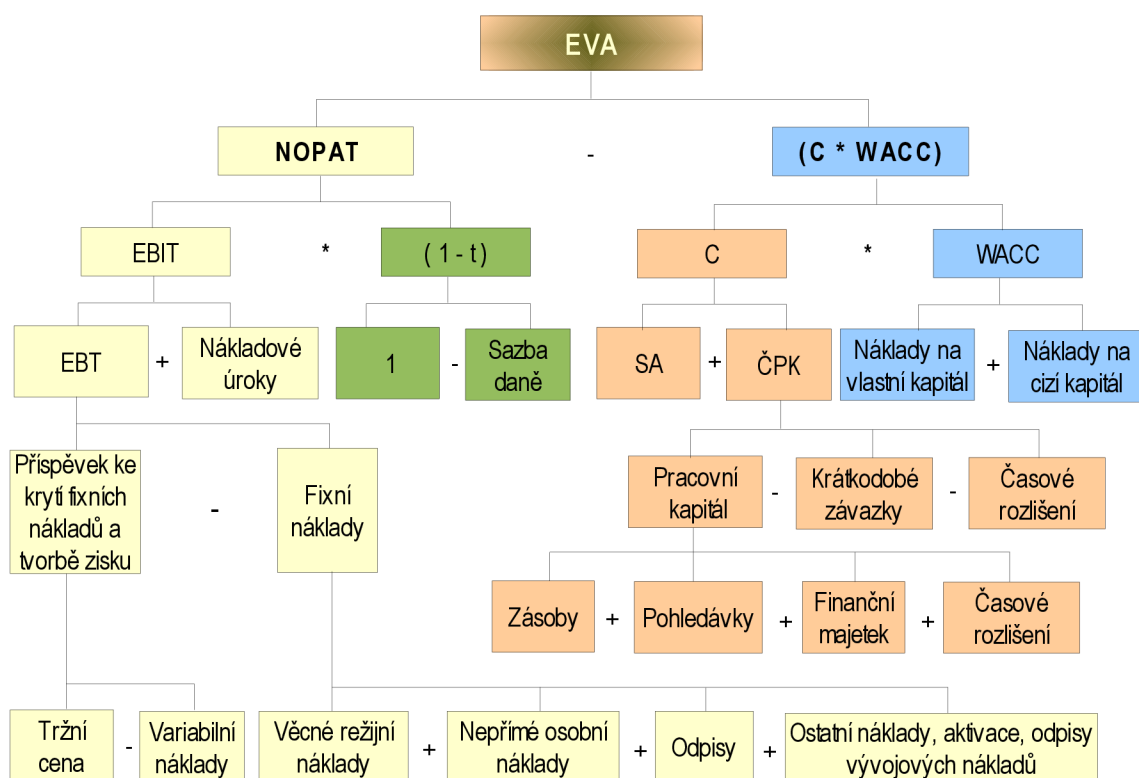 EVA
NOPAT - (C * WACC)
EBIT * ( 1 - t ) C * WACC
EBT + Nákladové úroky 1 - Sazba daně SA + ČPK Náklady na vlastní kapitál + Náklady na cizí kapitál
Příspěvek ke
krytí fixních
nákladů a
tvorbě zisku
-
Fixní
náklady
Pracovní
kapitál
-
Krátkodobé
závazky
-
Časové
rozlišení
Zásoby + Pohledávky +
Finanční
majetek
+
Časové
rozlišení
Tržní
cena
-
Variabilní
náklady
Věcné režijní
náklady
+
Nepřímé osobní
náklady
+
Odpisy
+
Ostatní náklady, aktivace, odpisy
vývojových nákladů